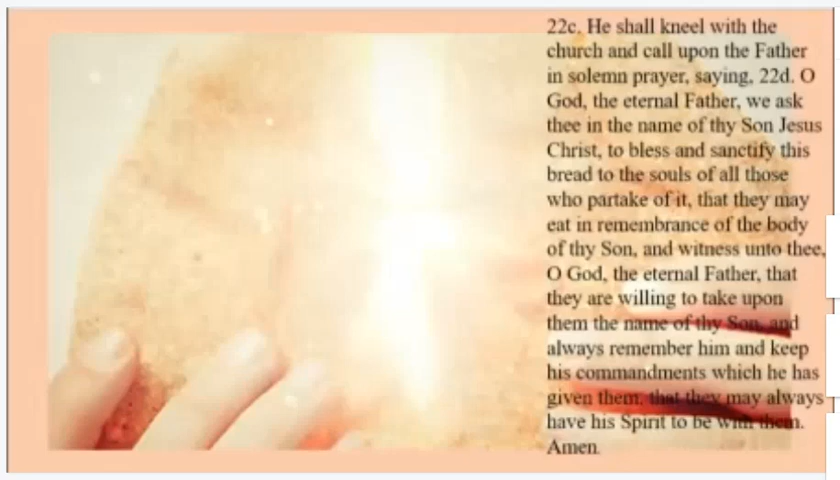 22c. He shall kneel with the
church and call upon the Father
in solemn prayer, saying, 22d. O
God, the eternal Father, we ask
thee in the name of thy Son Jesus
Christ, to bless and sanctify this
bread to the souls of all those
who partake of it, that they may
eat in remembrance of the body
of thy Son, and witness unto thee,
O God, the eternal Father, that
they are willing to take upon
them the name of thy Son, and
always remember him and keep
his commandments which he has
given them; that they may always
have his Spirit to be with them.
Amen.